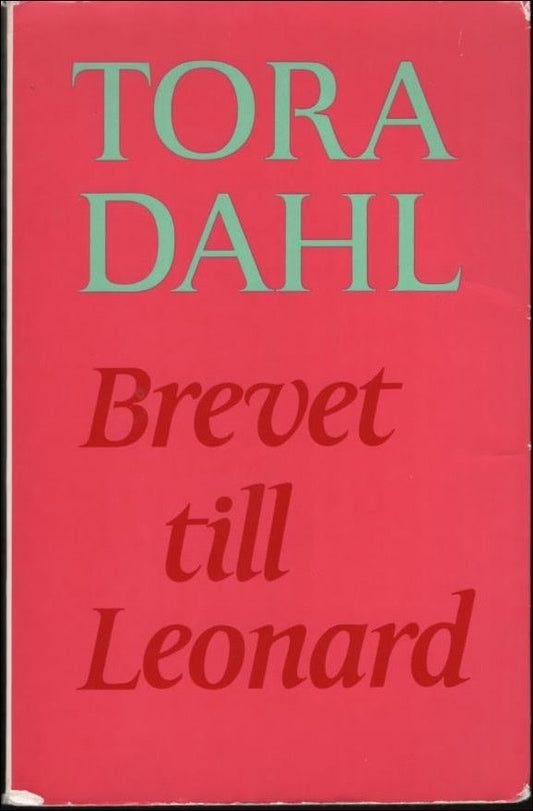 TORA
DAHL
Brevet
till
Leonard